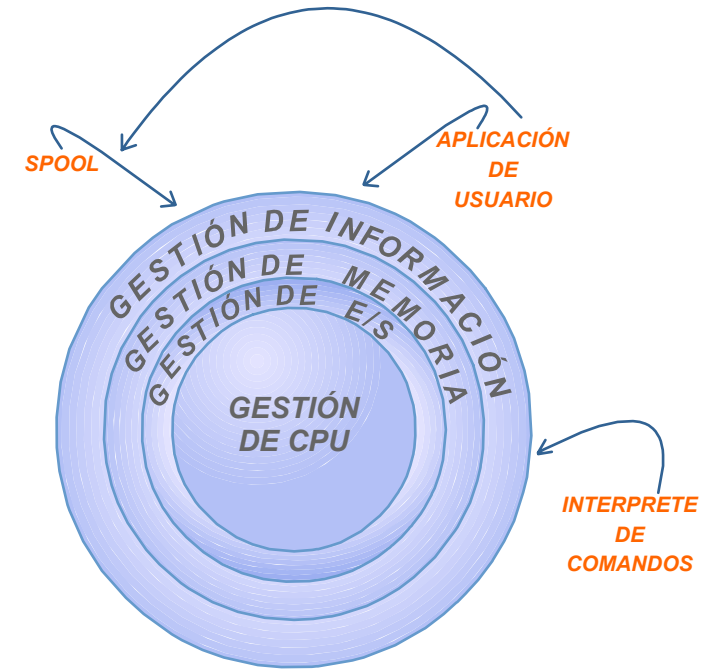 SPOOL
APLICACIÓN
DE
USUARIO
GESTIÓN DE INFORMACIÓN
GESTIÓN DE MEMORIA
GESTIÓN DE E/S
GESTIÓN
DE CPU
INTERPRETE
DE
COMANDOS